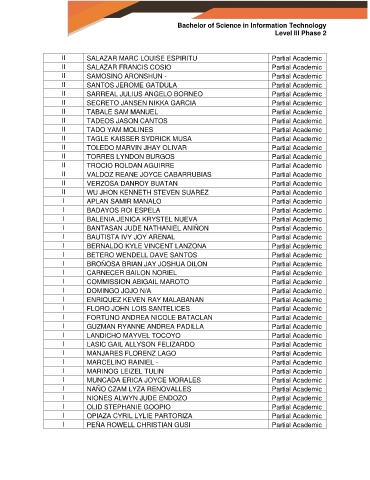 Bachelor of Science in Information Technology
Level III Phase 2
II SALAZAR MARC LOUISE ESPIRITU Partial Academic
II SALAZAR FRANCIS COSIO Partial Academic
II SAMOSINO ARONSHUN - Partial Academic
II SANTOS JEROME GATDULA Partial Academic
II SARREAL JULIUS ANGELO BORNEO Partial Academic
II SECRETO JANSEN NIKKA GARCIA Partial Academic
II TABALE SAM MANUEL Partial Academic
II TADEOS JASON CANTOS Partial Academic
II TADO YAM MOLINES Partial Academic
II TAGLE KAISSER SYDRICK MUSA Partial Academic
II TOLEDO MARVIN JHAY OLIVAR Partial Academic
II TORRES LYNDON BURGOS Partial Academic
II TROCIO ROLDAN AGUIRRE Partial Academic
II VALDOZ REANE JOYCE CABARRUBIAS Partial Academic
II VERZOSA DANROY BUATAN Partial Academic
II WU JHON KENNETH STEVEN SUAREZ Partial Academic
I APLAN SAMIR MANALO Partial Academic
I BADAYOS ROI ESPELA Partial Academic
I BALENIA JENICA KRYSTEL NUEVA Partial Academic
I BANTASAN JUDE NATHANIEL ANIÑON Partial Academic
I BAUTISTA IVY JOY ARENAL Partial Academic
I BERNALDO KYLE VINCENT LANZONA Partial Academic
I BETERO WENDELL DAVE SANTOS Partial Academic
I BROÑOSA BRIAN JAY JOSHUA DILON Partial Academic
I CARNECER BAILON NORIEL Partial Academic
I COMMISSION ABIGAIL MAROTO Partial Academic
I DOMINGO JOJO N/A Partial Academic
I ENRIQUEZ KEVEN RAY MALABANAN Partial Academic
I FLORO JOHN LOIS SANTELICES Partial Academic
I FORTUNO ANDREA NICOLE BATACLAN Partial Academic
I GUZMAN RYANNE ANDREA PADILLA Partial Academic
I LANDICHO MAYVEL TOCOYO Partial Academic
I LASIC GAIL ALLYSON FELIZARDO Partial Academic
I MANJARES FLORENZ LAGO Partial Academic
I MARCELINO RAINIEL - Partial Academic
I MARINOG LEIZEL TULIN Partial Academic
I MUNCADA ERICA JOYCE MORALES Partial Academic
I NAÑO CZAM LYZA RENOVALLES Partial Academic
I NIONES ALWYN JUDE ENDOZO Partial Academic
I OLID STEPHANIE GOOPIO Partial Academic
I OPIAZA CYRIL LYLIE PARTORIZA Partial Academic
I PEÑA ROWELL CHRISTIAN GUSI Partial Academic